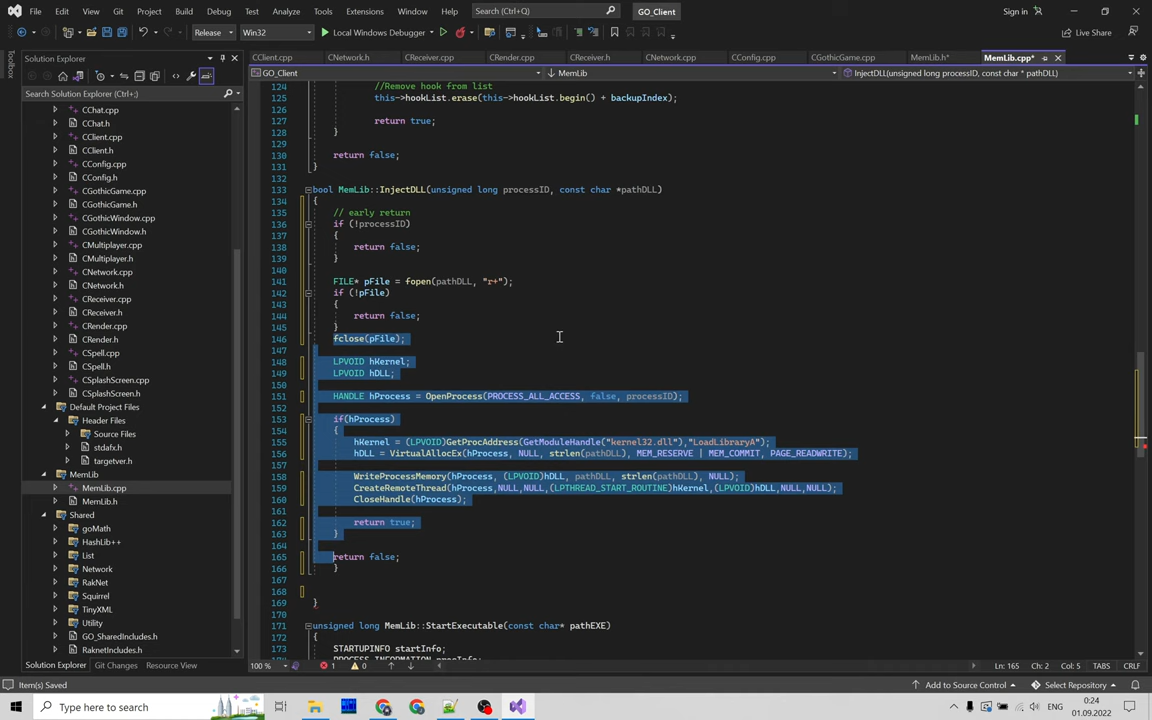 File Edit View Git Project Build Debug Test Analyze Tools Extensions Window Help Search (Ctrl+Q) GO_Client Sign in
Release Win32 Local Windows Debugger Live Share
Toolbox
Solution Explorer
Search Solution Explorer (Ctrl+;)
CChat.cpp
CChat.h
CClient.cpp
CClient.h
CConfig.cpp
CConfig.h
CGothicGame.cpp
CGothicGame.h
CGothicWindow.cpp
CGothicWindow.h
CMultiplayer.cpp
CMultiplayer.h
CNetwork.cpp
CNetwork.h
CReceiver.cpp
CReceiver.h
CRender.cpp
CRender.h
CSpell.cpp
CSpell.h
CSplashScreen.cpp
CSplashScreen.h
Default Project Files
Header Files
Source Files
stdafx.h
targetver.h
MemLib
MemLib.cpp
MemLib.h
Shared
goMath
HashLib++
List
Network
RakNet
Squirrel
TinyXML
Utility
GO_SharedIncludes.h
RaknetIncludes.h
Solution Explorer Git Changes Resource View
CClient.cpp CNetwork.h CReceiver.cpp CRender.cpp CReceiver.h CNetwork.cpp CConfig.cpp CGothicGame.cpp MemLib.h* MemLib.cpp*
GO_Client MemLib InjectDLL(unsigned long processID, const char * pathDLL)
124 //Remove hook from list
125 this->hookList.erase(this->hookList.begin() + backupIndex);
126
127 return true;
128 }
129
130 return false;
131 }
132
133 bool MemLib::InjectDLL(unsigned long processID, const char *pathDLL)
134 {
135 // early return
136 if (!processID)
137 {
138 return false;
139 }
140
141 FILE* pFile = fopen(pathDLL, "r+");
142 if (!pFile)
143 {
144 return false;
145 }
146 fclose(pFile);
147
148 LPVOID hKernel;
149 LPVOID hDLL;
150
151 HANDLE hProcess = OpenProcess(PROCESS_ALL_ACCESS, false, processID);
152
153 if(hProcess)
154 {
155 hKernel = (LPVOID)GetProcAddress(GetModuleHandle("kernel32.dll"),"LoadLibraryA");
156 hDLL = VirtualAllocEx(hProcess, NULL, strlen(pathDLL), MEM_RESERVE | MEM_COMMIT, PAGE_READWRITE);
157
158 WriteProcessMemory(hProcess, (LPVOID)hDLL, pathDLL, strlen(pathDLL), NULL);
159 CreateRemoteThread(hProcess,NULL,NULL,(LPTHREAD_START_ROUTINE)hKernel,(LPVOID)hDLL,NULL,NULL);
160 CloseHandle(hProcess);
161
162 return true;
163 }
164
165 return false;
166 }
167
168
169 }
170
171 unsigned long MemLib::StartExecutable(const char* pathEXE)
172 {
173 STARTUPINFO startInfo;
100 % 1 0 Ln: 165 Ch: 2 Col: 5 TABS CRLF
Item(s) Saved Add to Source Control Select Repository
Type here to search ENG 0:24
01.09.2022